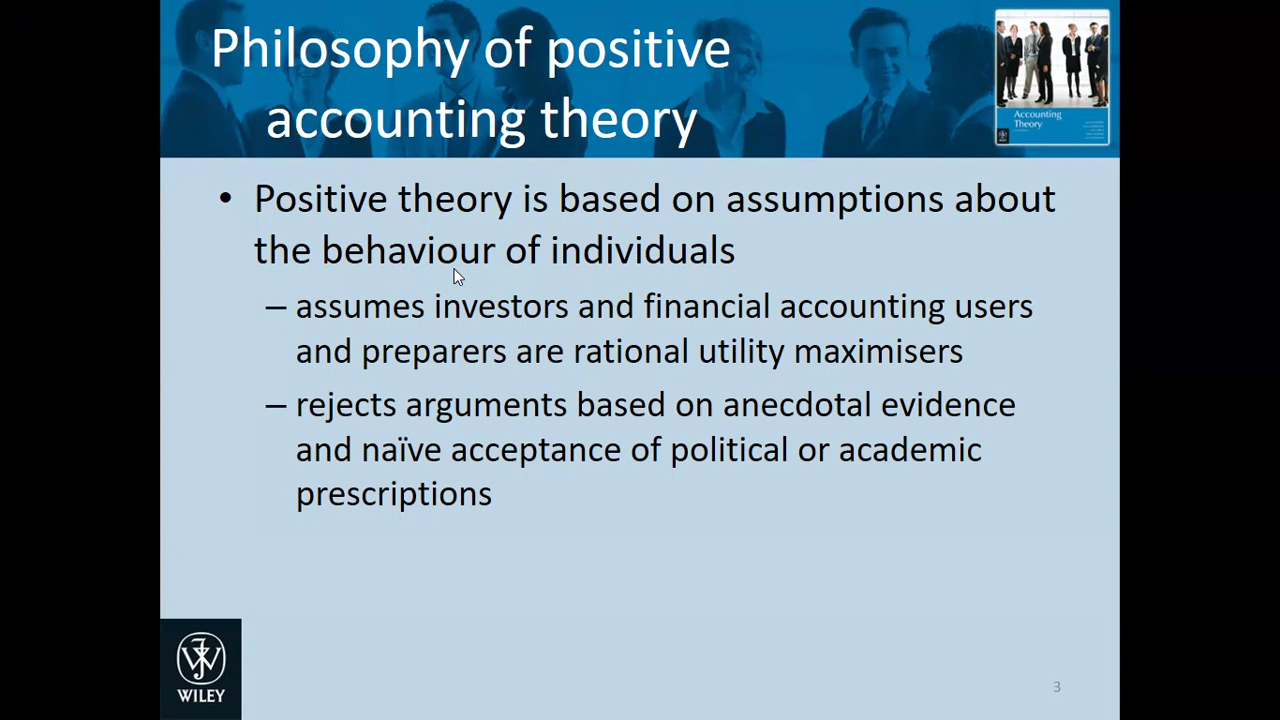 Philosophy of positive
accounting theory
Accounting
Theory
• Positive theory is based on assumptions about
the behaviour of individuals
– assumes investors and financial accounting users
and preparers are rational utility maximisers
– rejects arguments based on anecdotal evidence
and naïve acceptance of political or academic
prescriptions
WILEY
3